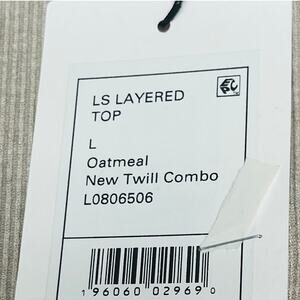 LS LAYERED
TOP
L
Oatmeal
New Twill Combo
L0806506
1 96060 02969 0